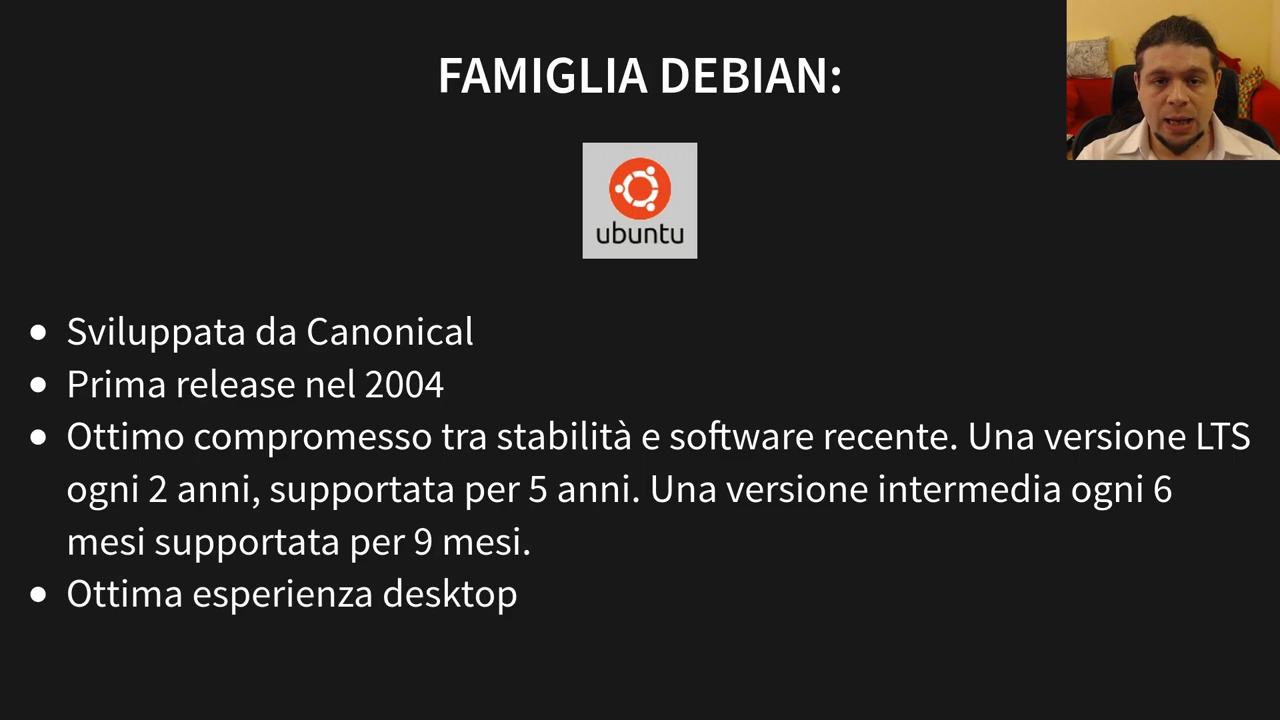 FAMIGLIA DEBIAN:
ubuntu
Sviluppata da Canonical
Prima release nel 2004
Ottimo compromesso tra stabilità e software recente. Una versione LTS
ogni 2 anni, supportata per 5 anni. Una versione intermedia ogni 6
mesi supportata per 9 mesi.
Ottima esperienza desktop